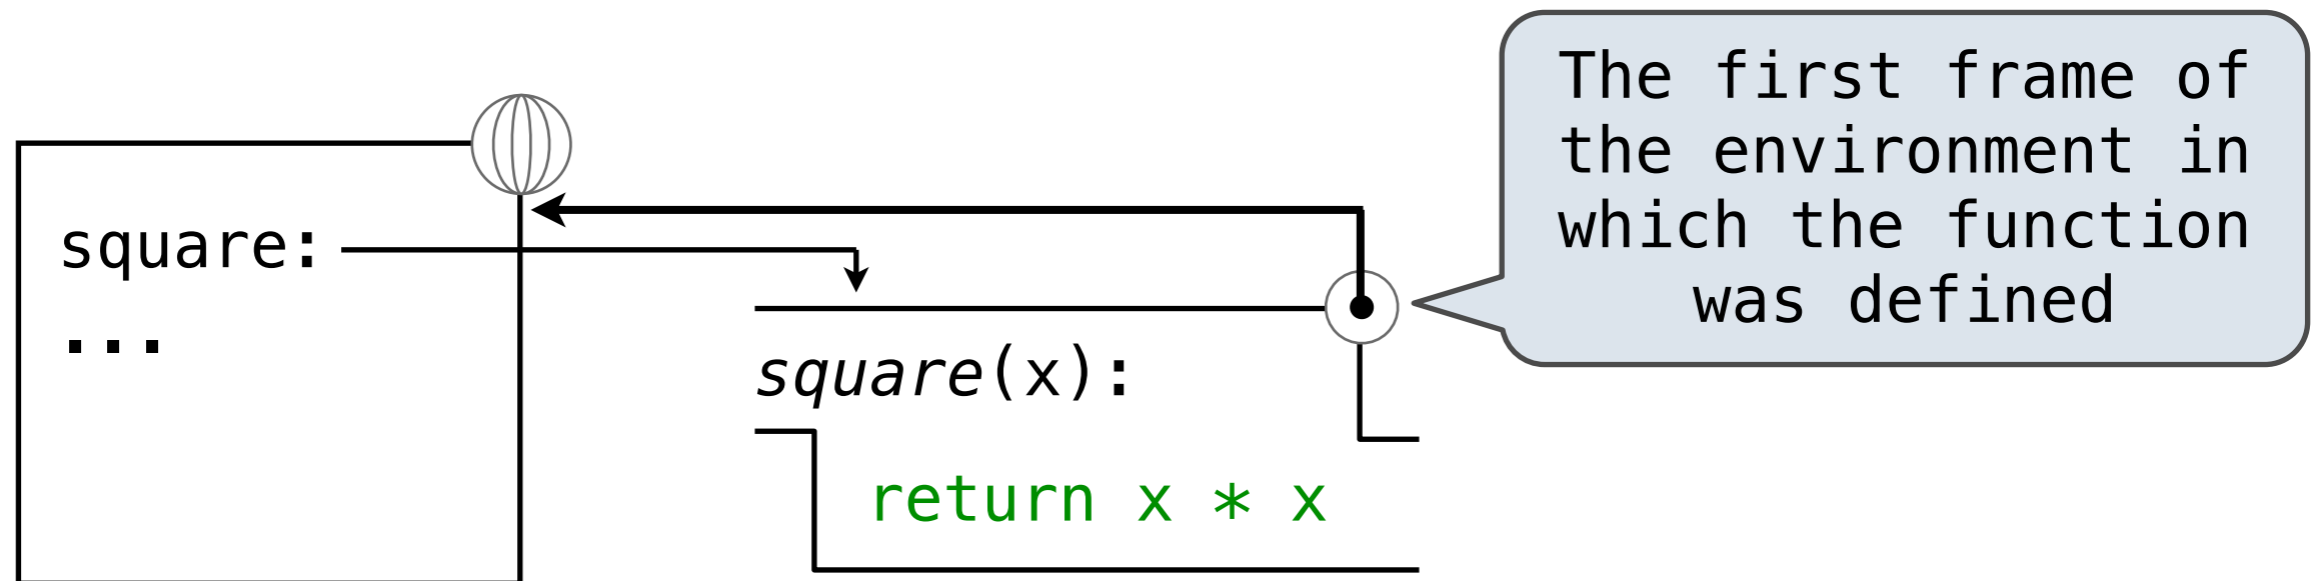 square:
...
square(x):
return x * x
The first frame of
the environment in
which the function
was defined